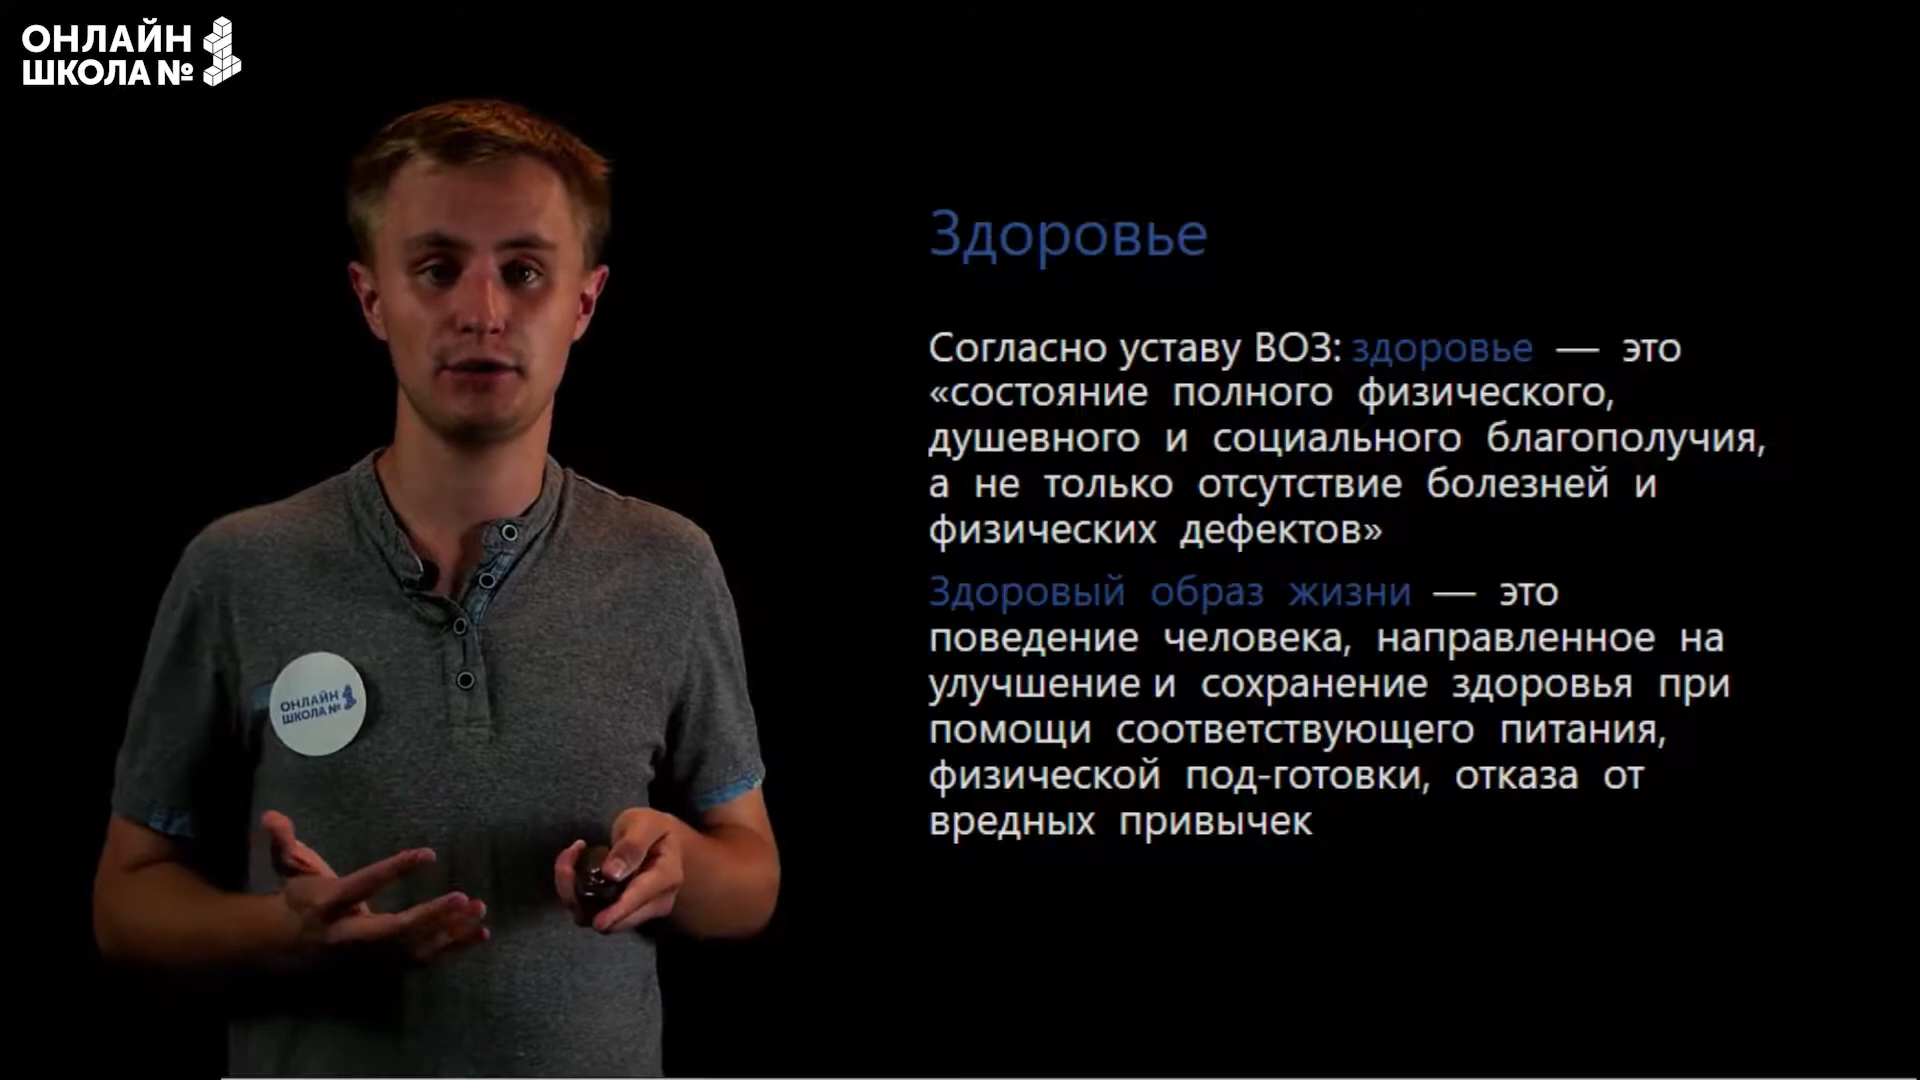 ОНЛАЙН
ШКОЛА №
Здоровье
Согласно уставу ВОЗ: здоровье — это
«состояние полного физического,
душевного и социального благополучия,
а не только отсутствие болезней и
физических дефектов»
Здоровый образ жизни — это
поведение человека, направленное на
улучшение и сохранение здоровья при
помощи соответствующего питания,
физической под-готовки, отказа от
вредных привычек
ОНЛАЙН
ШКОЛА №